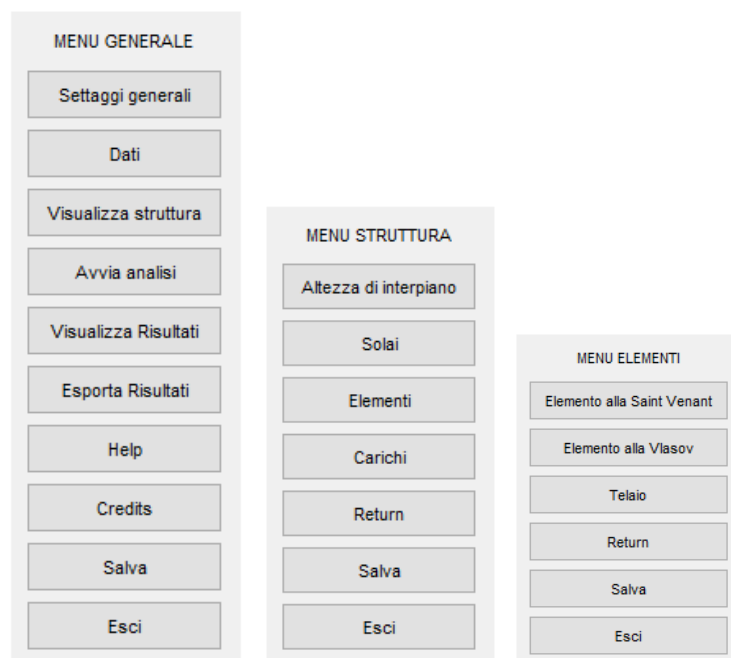 MENU GENERALE
Settaggi generali
Dati
Visualizza struttura
Avvia analisi
Visualizza Risultati
Esporta Risultati
Help
Credits
Salva
Esci
MENU STRUTTURA
Altezza di interpiano
Solai
Elementi
Carichi
Return
Salva
Esci
MENU ELEMENTI
Elemento alla Saint Venant
Elemento alla Vlasov
Telaio
Return
Salva
Esci